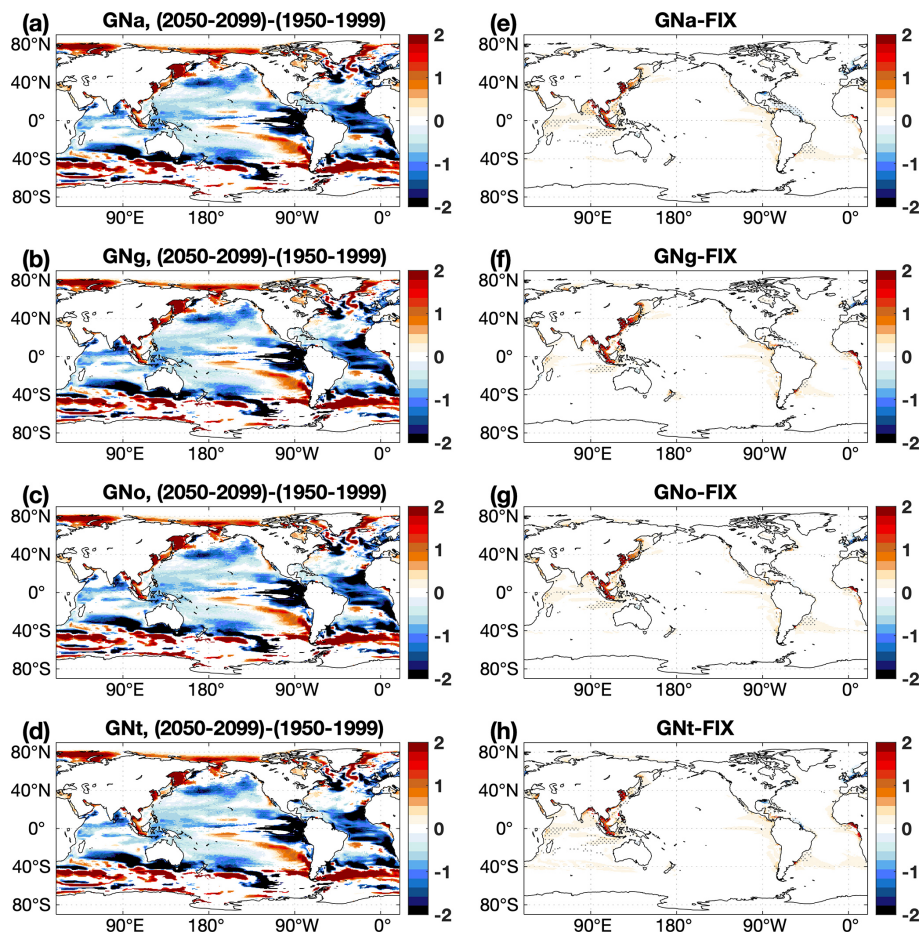 (a) GNa, (2050-2099)-(1950-1999)
80°N
40°N
0°
40°S
80°S
90°E 180° 90°W 0°
2
1
0
-1
-2
(e) GNa-FIX
80°N
40°N
0°
40°S
80°S
90°E 180° 90°W 0°
2
1
0
-1
-2
(b) GNg, (2050-2099)-(1950-1999)
80°N
40°N
0°
40°S
80°S
90°E 180° 90°W 0°
2
1
0
-1
-2
(f) GNg-FIX
80°N
40°N
0°
40°S
80°S
90°E 180° 90°W 0°
2
1
0
-1
-2
(c) GNo, (2050-2099)-(1950-1999)
80°N
40°N
0°
40°S
80°S
90°E 180° 90°W 0°
2
1
0
-1
-2
(g) GNo-FIX
80°N
40°N
0°
40°S
80°S
90°E 180° 90°W 0°
2
1
0
-1
-2
(d) GNt, (2050-2099)-(1950-1999)
80°N
40°N
0°
40°S
80°S
90°E 180° 90°W 0°
2
1
0
-1
-2
(h) GNt-FIX
80°N
40°N
0°
40°S
80°S
90°E 180° 90°W 0°
2
1
0
-1
-2